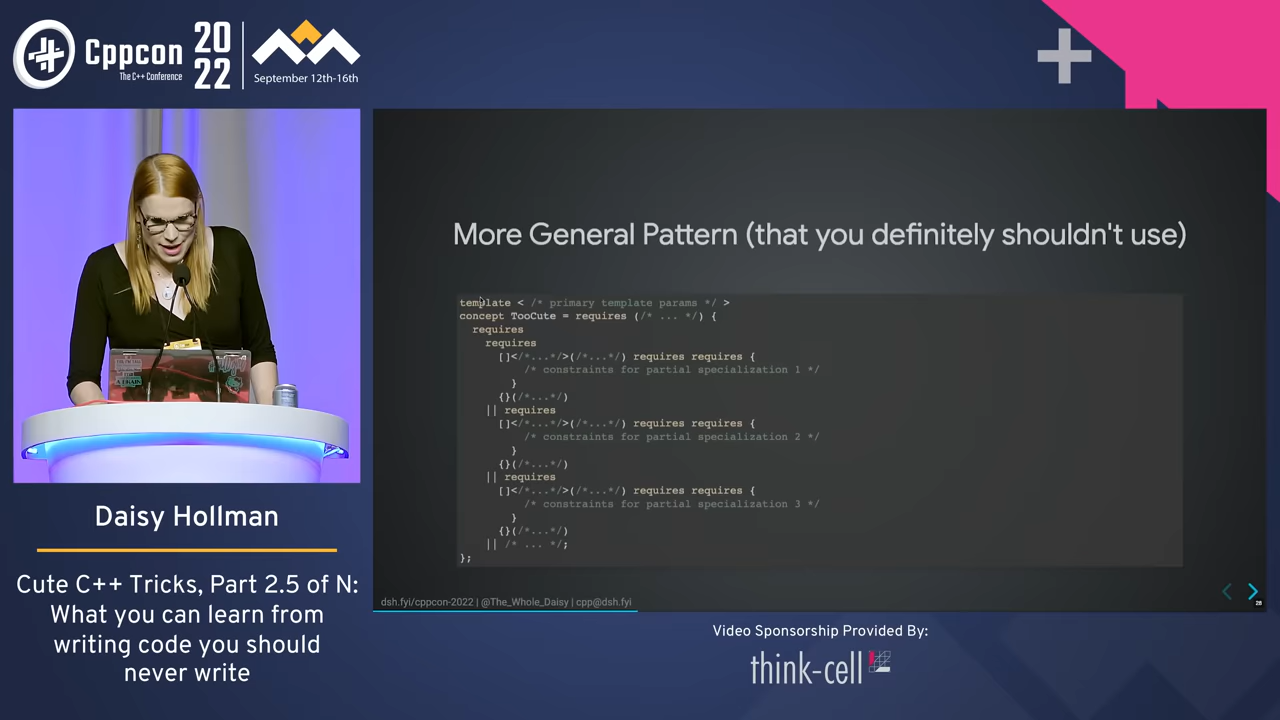 Cppcon
The C++ Conference
20
22
September 12th-16th
More General Pattern (that you definitely shouldn't use)
template < /* primary template params */ >
concept TooCute = requires (/* ... */) {
requires
requires
[]</*...*/>(/*...*/) requires requires {
/* constraints for partial specialization 1 */
}
{}(/*...*/)
|| requires
[]</*...*/>(/*...*/) requires requires {
/* constraints for partial specialization 2 */
}
{}(/*...*/)
|| requires
[]</*...*/>(/*...*/) requires requires {
/* constraints for partial specialization 3 */
}
{}(/*...*/)
|| /* ... */;
};
dsh.fyi/cppcon-2022 | @The_Whole_Daisy | cpp@dsh.fyi
28
Daisy Hollman
Cute C++ Tricks, Part 2.5 of N:
What you can learn from
writing code you should
never write
Video Sponsorship Provided By:
think-cell